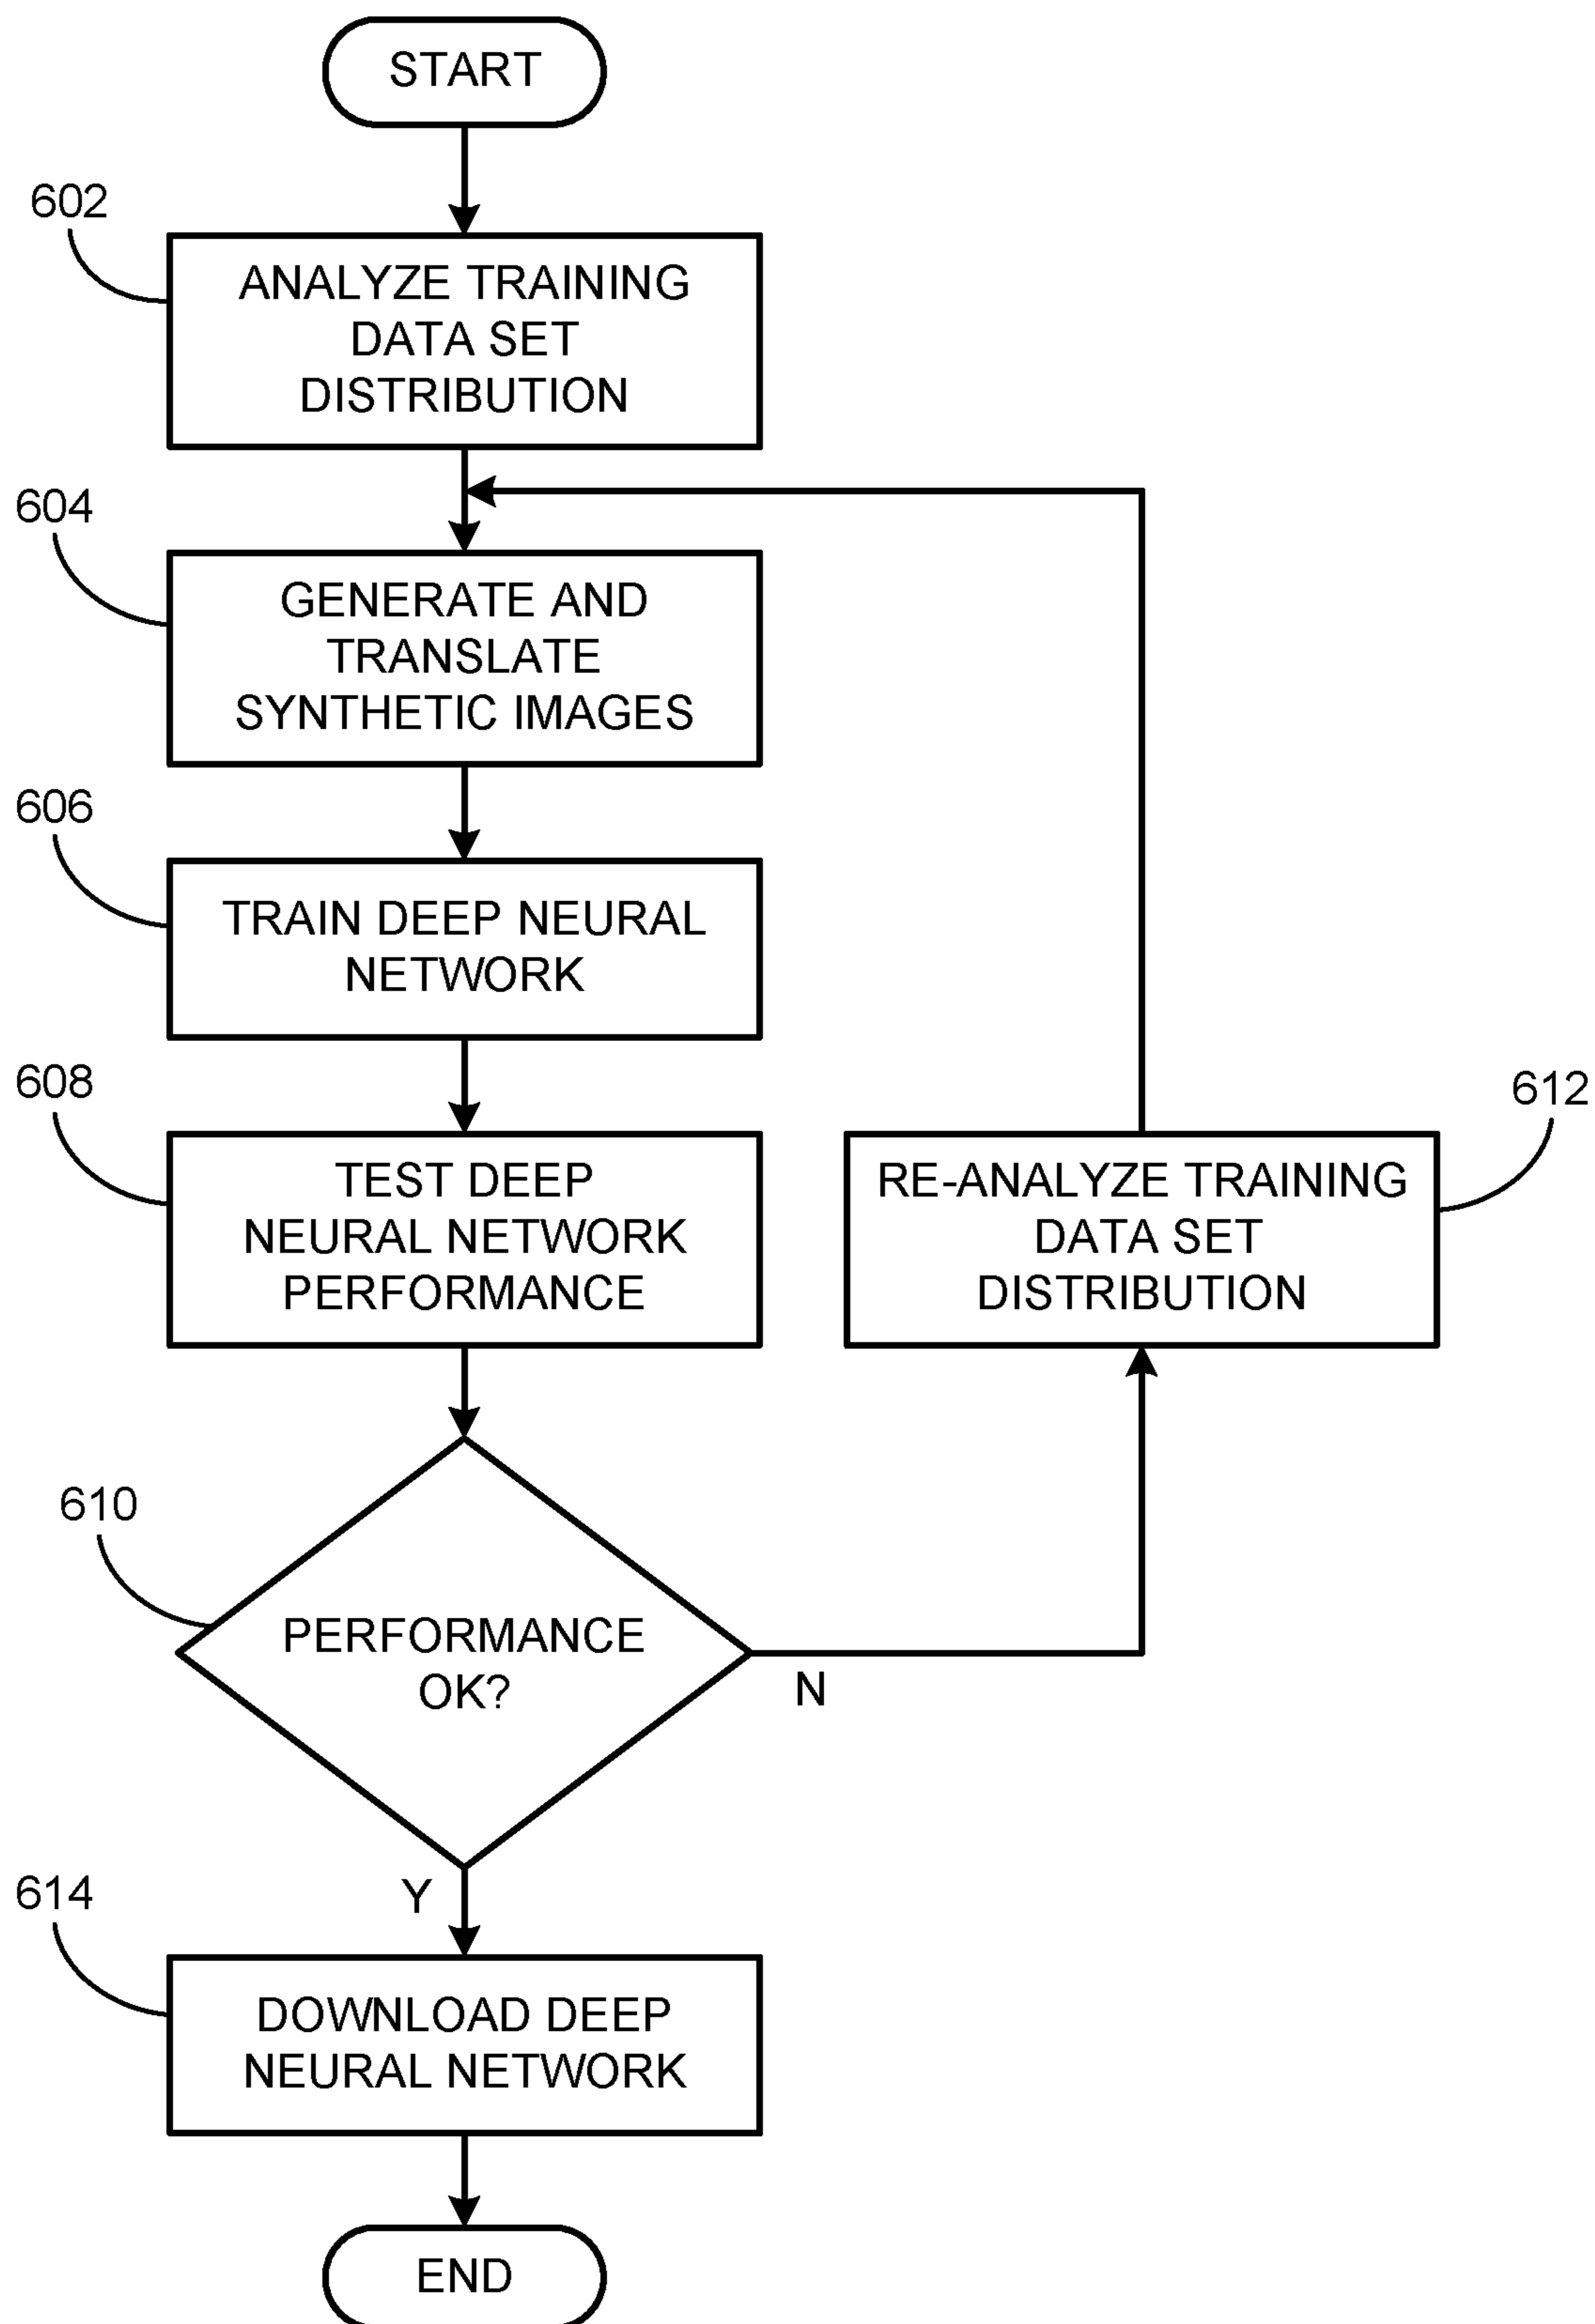 START
602
ANALYZE TRAINING
DATA SET
DISTRIBUTION
604
GENERATE AND
TRANSLATE
SYNTHETIC IMAGES
606
TRAIN DEEP NEURAL
NETWORK
608
TEST DEEP
NEURAL NETWORK
PERFORMANCE
612
RE-ANALYZE TRAINING
DATA SET
DISTRIBUTION
610
PERFORMANCE
OK?
N
Y
614
DOWNLOAD DEEP
NEURAL NETWORK
END